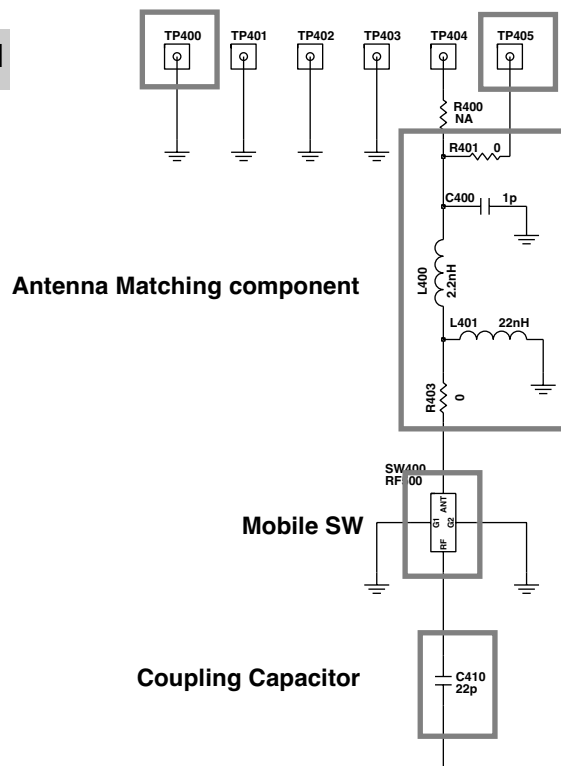 TP400 TP401 TP402 TP403 TP404 TP405
R400
NA
R401 0
C400 1p
L400
2.2nH
Antenna Matching component
L401 22nH
R403
0
SW400
ANT
G1 G2
RF
Mobile SW
Coupling Capacitor
C410
22p